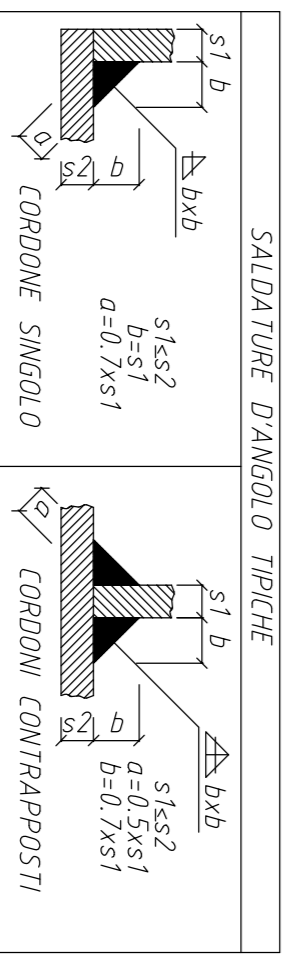 SALDATURE D'ANGOLO TIPICHE
s1 b
bxb
s1≤s2
b=s1
a=0.7xs1
s2 b
a
CORDONE SINGOLO
s1 b
bxb
s1≤s2
a=0.5xs1
b=0.7xs1
s2 b
a
CORDONI CONTRAPPOSTI